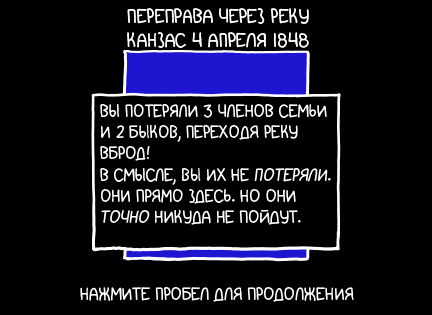 ПЕРЕПРАВА ЧЕРЕЗ РЕКУ
КАНЗАС 4 АПРЕЛЯ 1848
ВЫ ПОТЕРЯЛИ 3 ЧЛЕНОВ СЕМЬИ
И 2 БЫКОВ, ПЕРЕХОДЯ РЕКУ
ВБРОД!
В СМЫСЛЕ, ВЫ ИХ НЕ ПОТЕРЯЛИ.
ОНИ ПРЯМО ЗДЕСЬ. НО ОНИ
ТОЧНО НИКУДА НЕ ПОЙДУТ.
НАЖМИТЕ ПРОБЕЛ ДЛЯ ПРОДОЛЖЕНИЯ